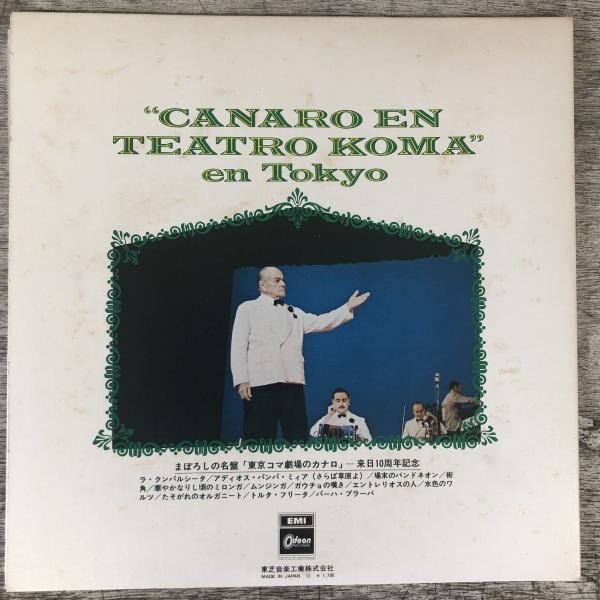 “CANARO EN
TEATRO KOMA”
en Tokyo
まぼろしの名盤「東京コマ劇場のカナロ」─来日10周年記念
ラ・クンパルシータ／アディオス・パンパ・ミィア（さらば草原よ）／場末のバンドネオン／街
角／華やかなりし頃のミロンガ／ムンジンガ／ガウチョの嘆き／エントレリオスの人／水色のワ
ルツ／たそがれのオルガニート／トルタ・フリータ／バーハ・ブラーバ
EMI
Odeon
東芝音楽工業株式会社
MADE IN JAPAN ¥ 1,700